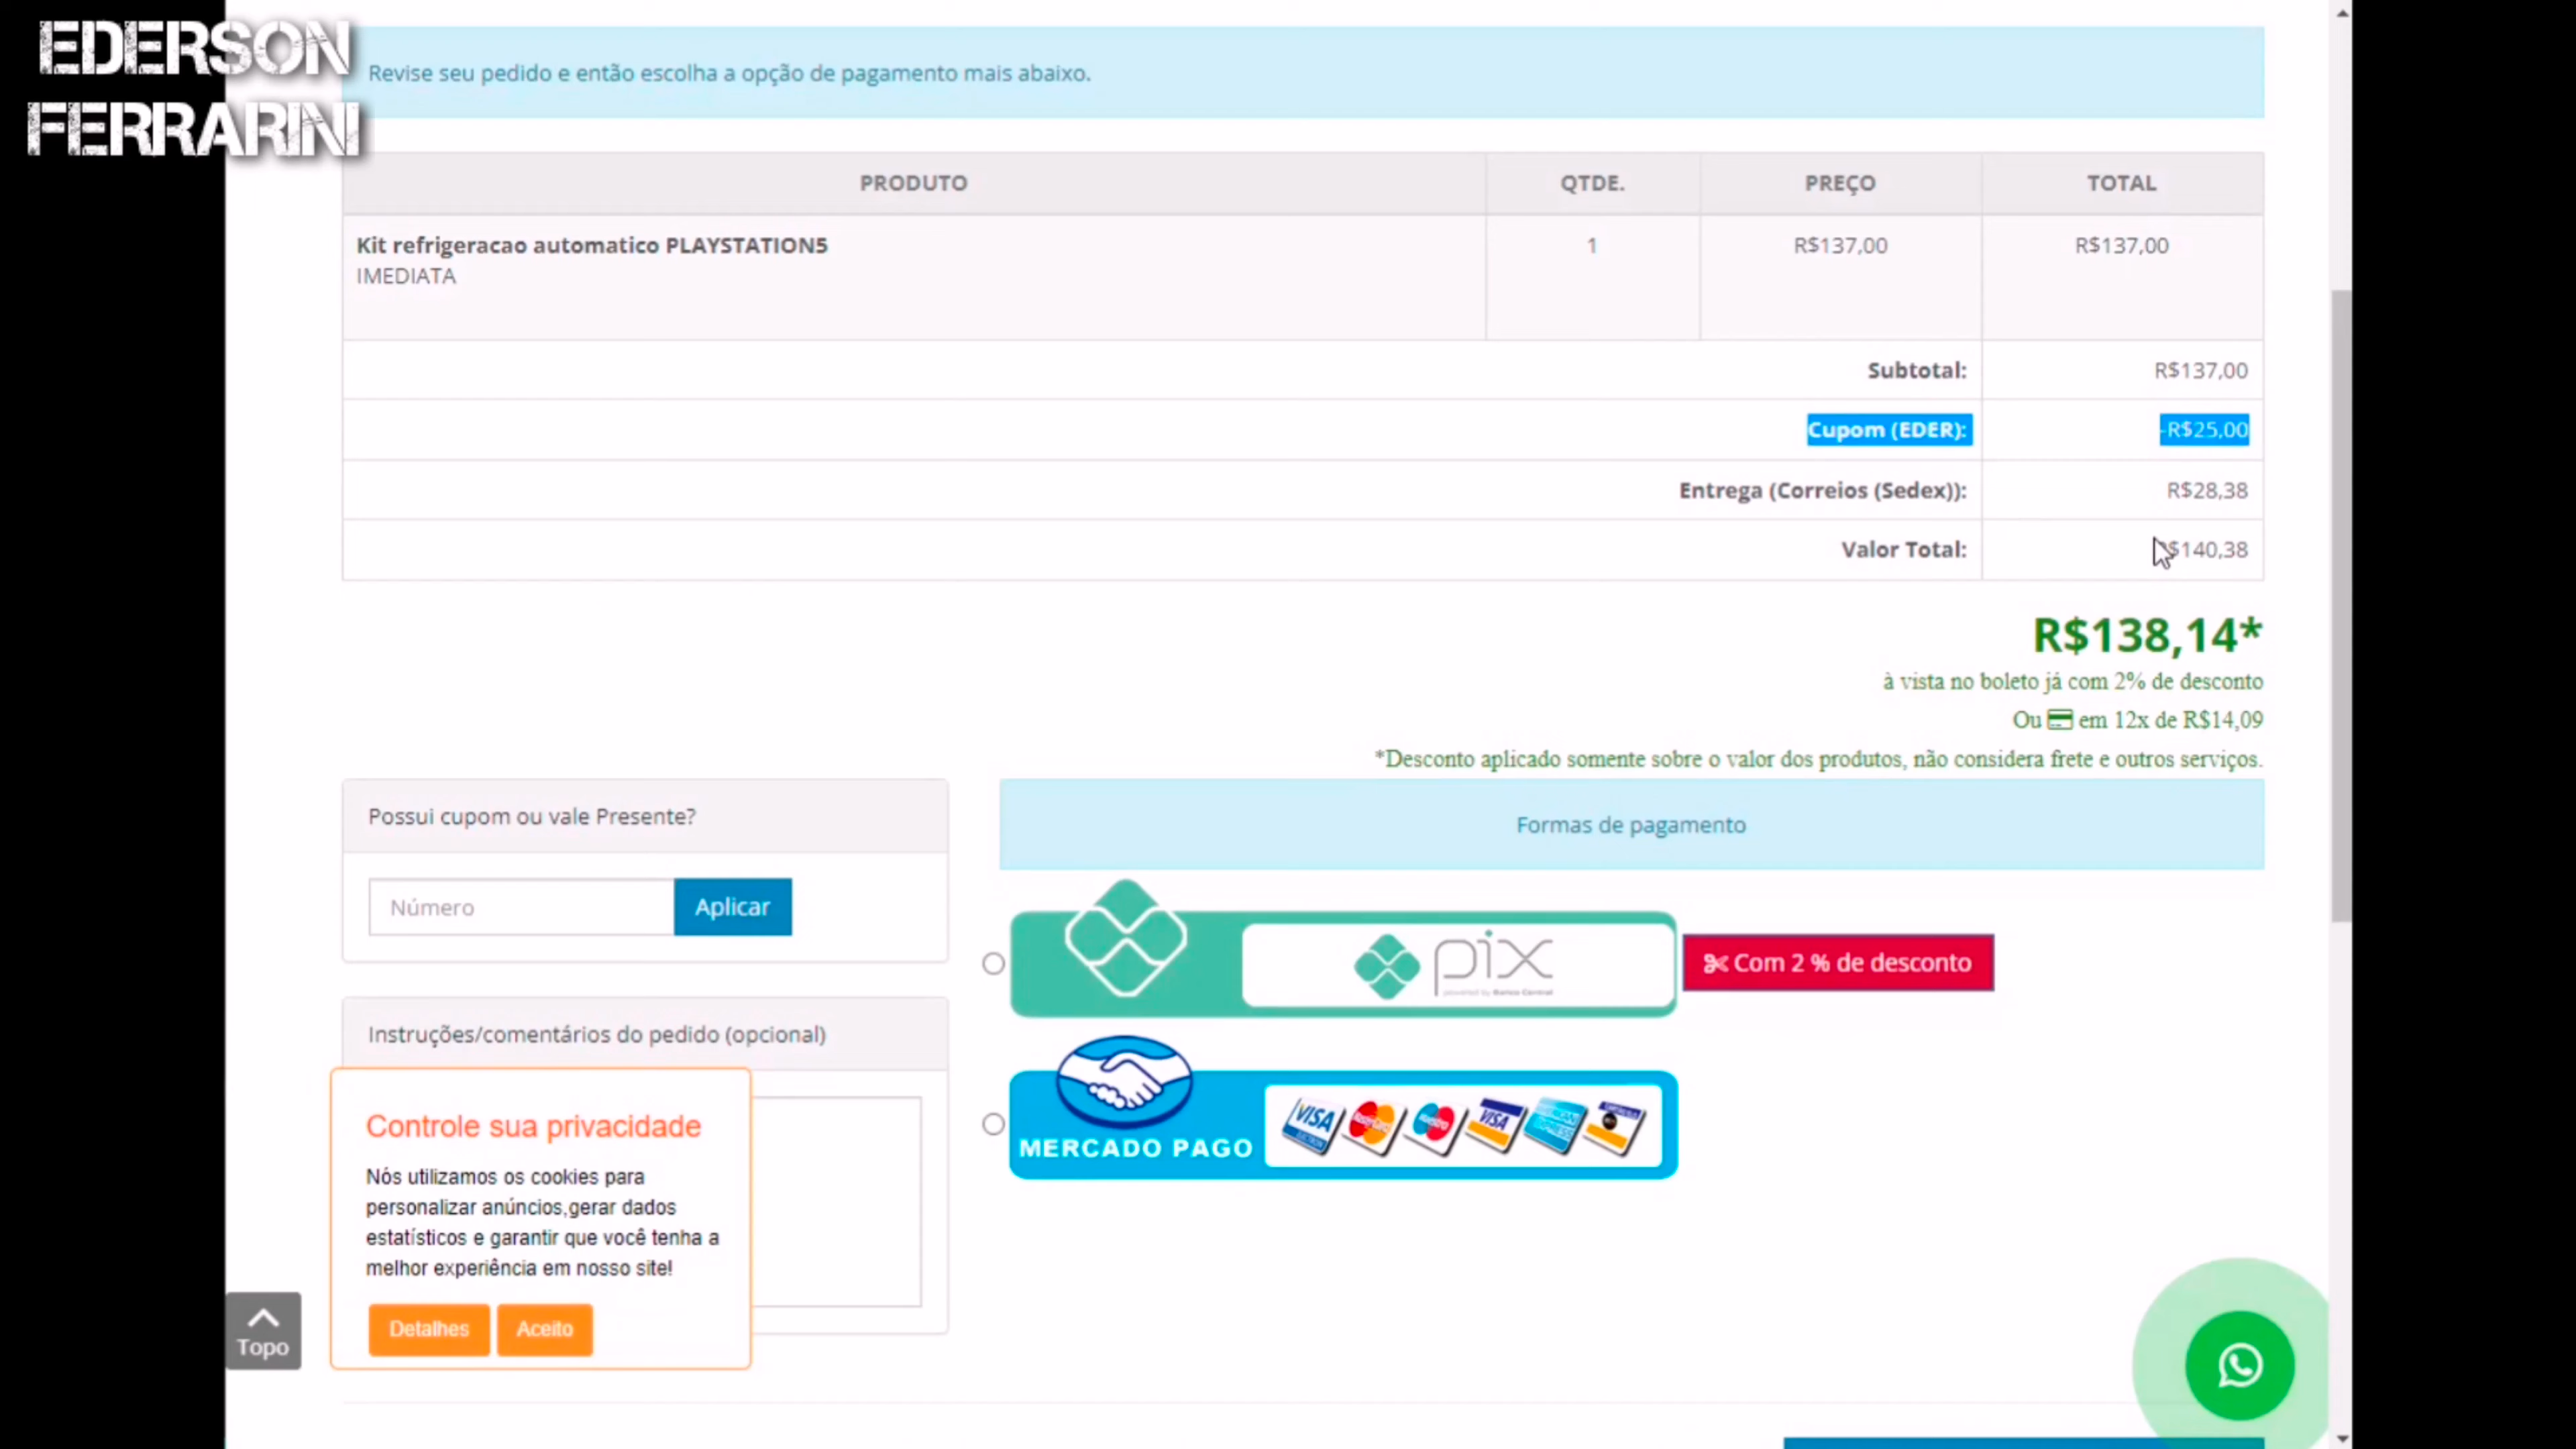 EDERSON
FERRARINI
Revise seu pedido e então escolha a opção de pagamento mais abaixo.
PRODUTO QTDE. PREÇO TOTAL
Kit refrigeracao automatico PLAYSTATION5 1 R$137,00 R$137,00
IMEDIATA
Subtotal: R$137,00
Cupom (EDER): -R$25,00
Entrega (Correios (Sedex)): R$28,38
Valor Total: R$140,38
R$138,14*
à vista no boleto já com 2% de desconto
Ou em 12x de R$14,09
*Desconto aplicado somente sobre o valor dos produtos, não considera frete e outros serviços.
Possui cupom ou vale Presente?
Número Aplicar
Instruções/comentários do pedido (opcional)
Formas de pagamento
pix
powered by Banco Central
Com 2 % de desconto
MERCADO PAGO
VISA
VISA
Controle sua privacidade
Nós utilizamos os cookies para
personalizar anúncios,gerar dados
estatísticos e garantir que você tenha a
melhor experiência em nosso site!
Detalhes Aceito
Topo